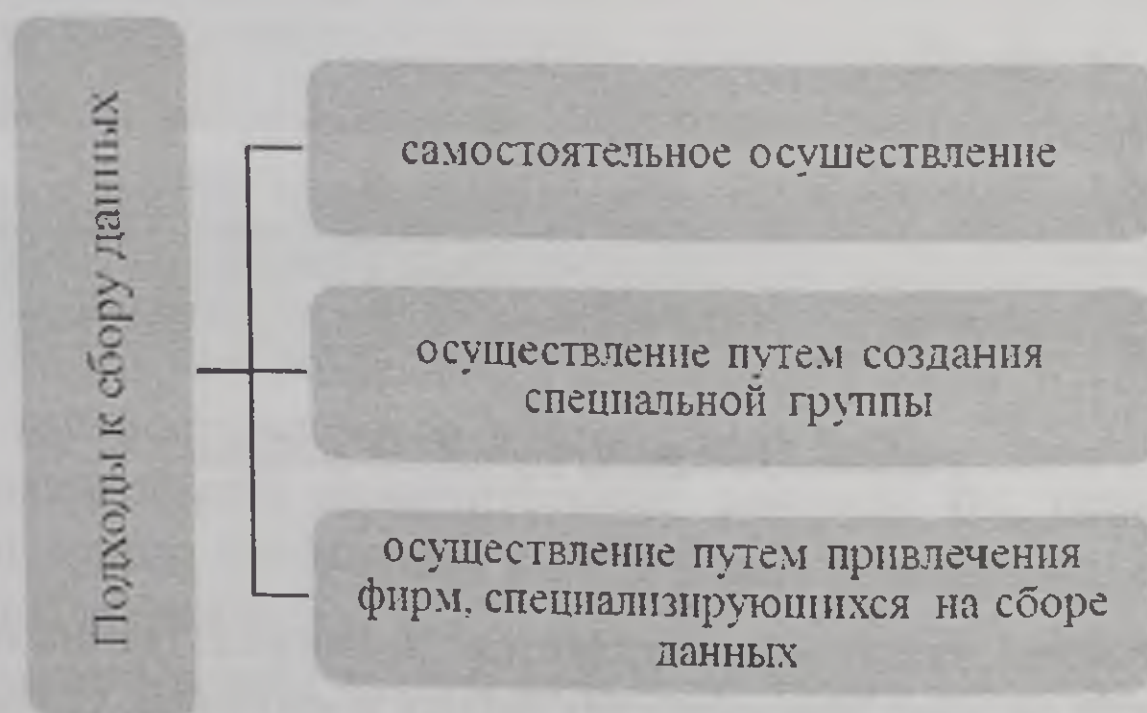 Подходы к сбору данных
самостоятельное осуществление
осуществление путем создания
специальной группы
осуществление путем привлечения
фирм, специализирующихся на сборе
данных